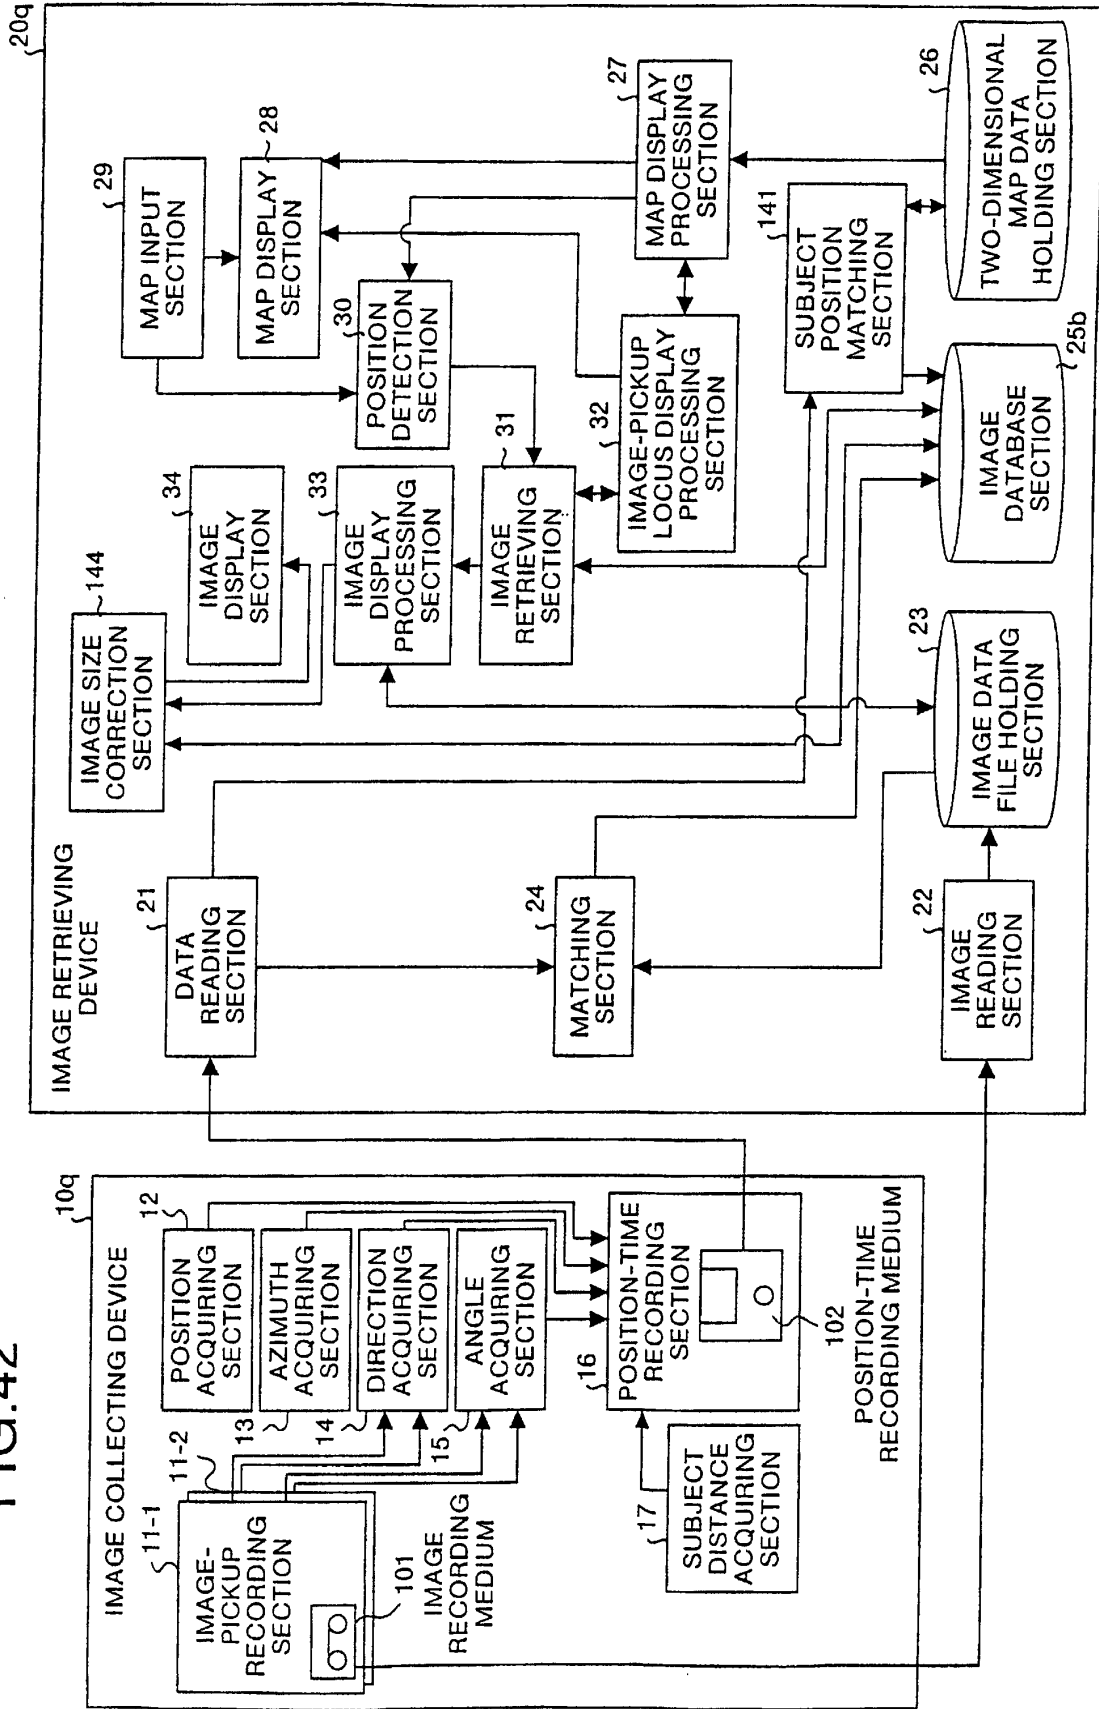 FIG.42
10q
IMAGE COLLECTING DEVICE
11-1
11-2
IMAGE-
PICKUP
RECORDING
SECTION
101
IMAGE
RECORDING
MEDIUM
12
POSITION
ACQUIRING
SECTION
13
AZIMUTH
ACQUIRING
SECTION
14
DIRECTION
ACQUIRING
SECTION
15
ANGLE
ACQUIRING
SECTION
16
POSITION-TIME
RECORDING
SECTION
102
POSITION-TIME
RECORDING MEDIUM
17
SUBJECT
DISTANCE
ACQUIRING
SECTION
20q
IMAGE RETRIEVING
DEVICE
21
DATA
READING
SECTION
24
MATCHING
SECTION
22
IMAGE
READING
SECTION
144
IMAGE SIZE
CORRECTION
SECTION
34
IMAGE
DISPLAY
SECTION
33
IMAGE
DISPLAY
PROCESSING
SECTION
31
IMAGE
RETRIEVING
SECTION
23
IMAGE DATA
FILE HOLDING
SECTION
29
MAP INPUT
SECTION
28
MAP DISPLAY
SECTION
30
POSITION
DETECTION
SECTION
32
IMAGE-PICKUP
LOCUS DISPLAY
PROCESSING
SECTION
27
MAP DISPLAY
PROCESSING
SECTION
141
SUBJECT
POSITION
MATCHING
SECTION
25b
IMAGE
DATABASE
SECTION
26
TWO-DIMENSIONAL
MAP DATA
HOLDING SECTION